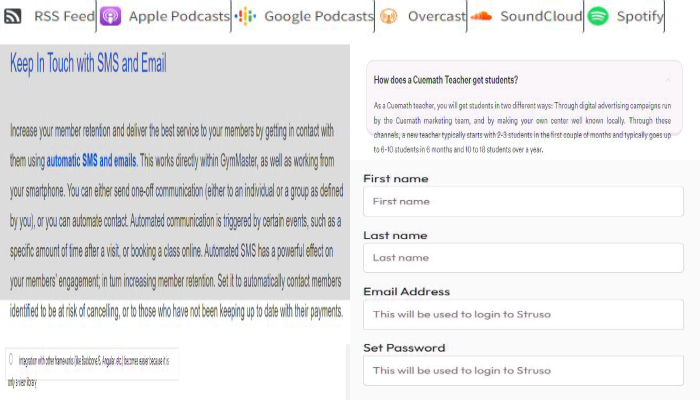 RSS Feed Apple Podcasts Google Podcasts Overcast SoundCloud Spotify
Keep In Touch with SMS and Email
Increase your member retention and deliver the best service to your members by getting in contact with
them using automatic SMS and emails. This works directly within GymMaster, as well as working from
your smartphone. You can either send one-off communication (either to an individual or a group as defined
by you), or you can automate contact. Automated communication is triggered by certain events, such as a
specific amount of time after a visit, or booking a class online. Automated SMS has a powerful effect on
your members' engagement; in turn increasing member retention. Set it to automatically contact members
identified to be at risk of cancelling, or to those who have not been keeping up to date with their payments.
Integration with other frameworks (like BackboneJS, Angular, etc.) becomes easier because it is
only a view library
How does a Cuemath Teacher get students?
As a Cuemath teacher, you will get students in two different ways: Through digital advertising campaigns run
by the Cuemath marketing team, and by making your own center well known locally. Through these
channels, a new teacher typically starts with 2-3 students in the first couple of months and typically goes up
to 6-10 students in 6 months and 10 to 18 students over a year.
First name
First name
Last name
Last name
Email Address
This will be used to login to Struso
Set Password
This will be used to login to Struso